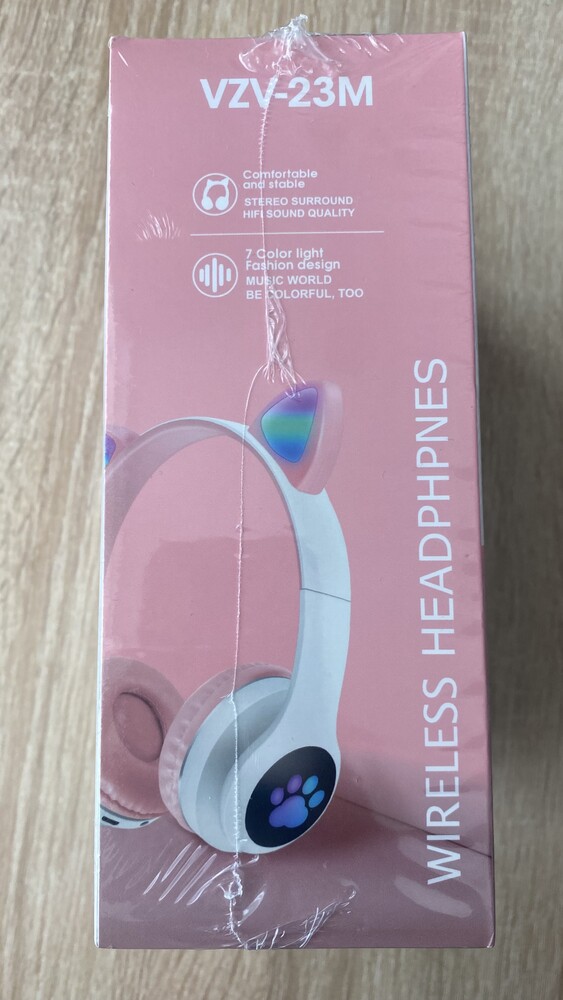 VZV-23M
Comfortable
and stable
STEREO SURROUND
HIFI SOUND QUALITY
7 Color light
Fashion design
MUSIC WORLD
BE COLORFUL, TOO
WIRELESS HEADPHPNES